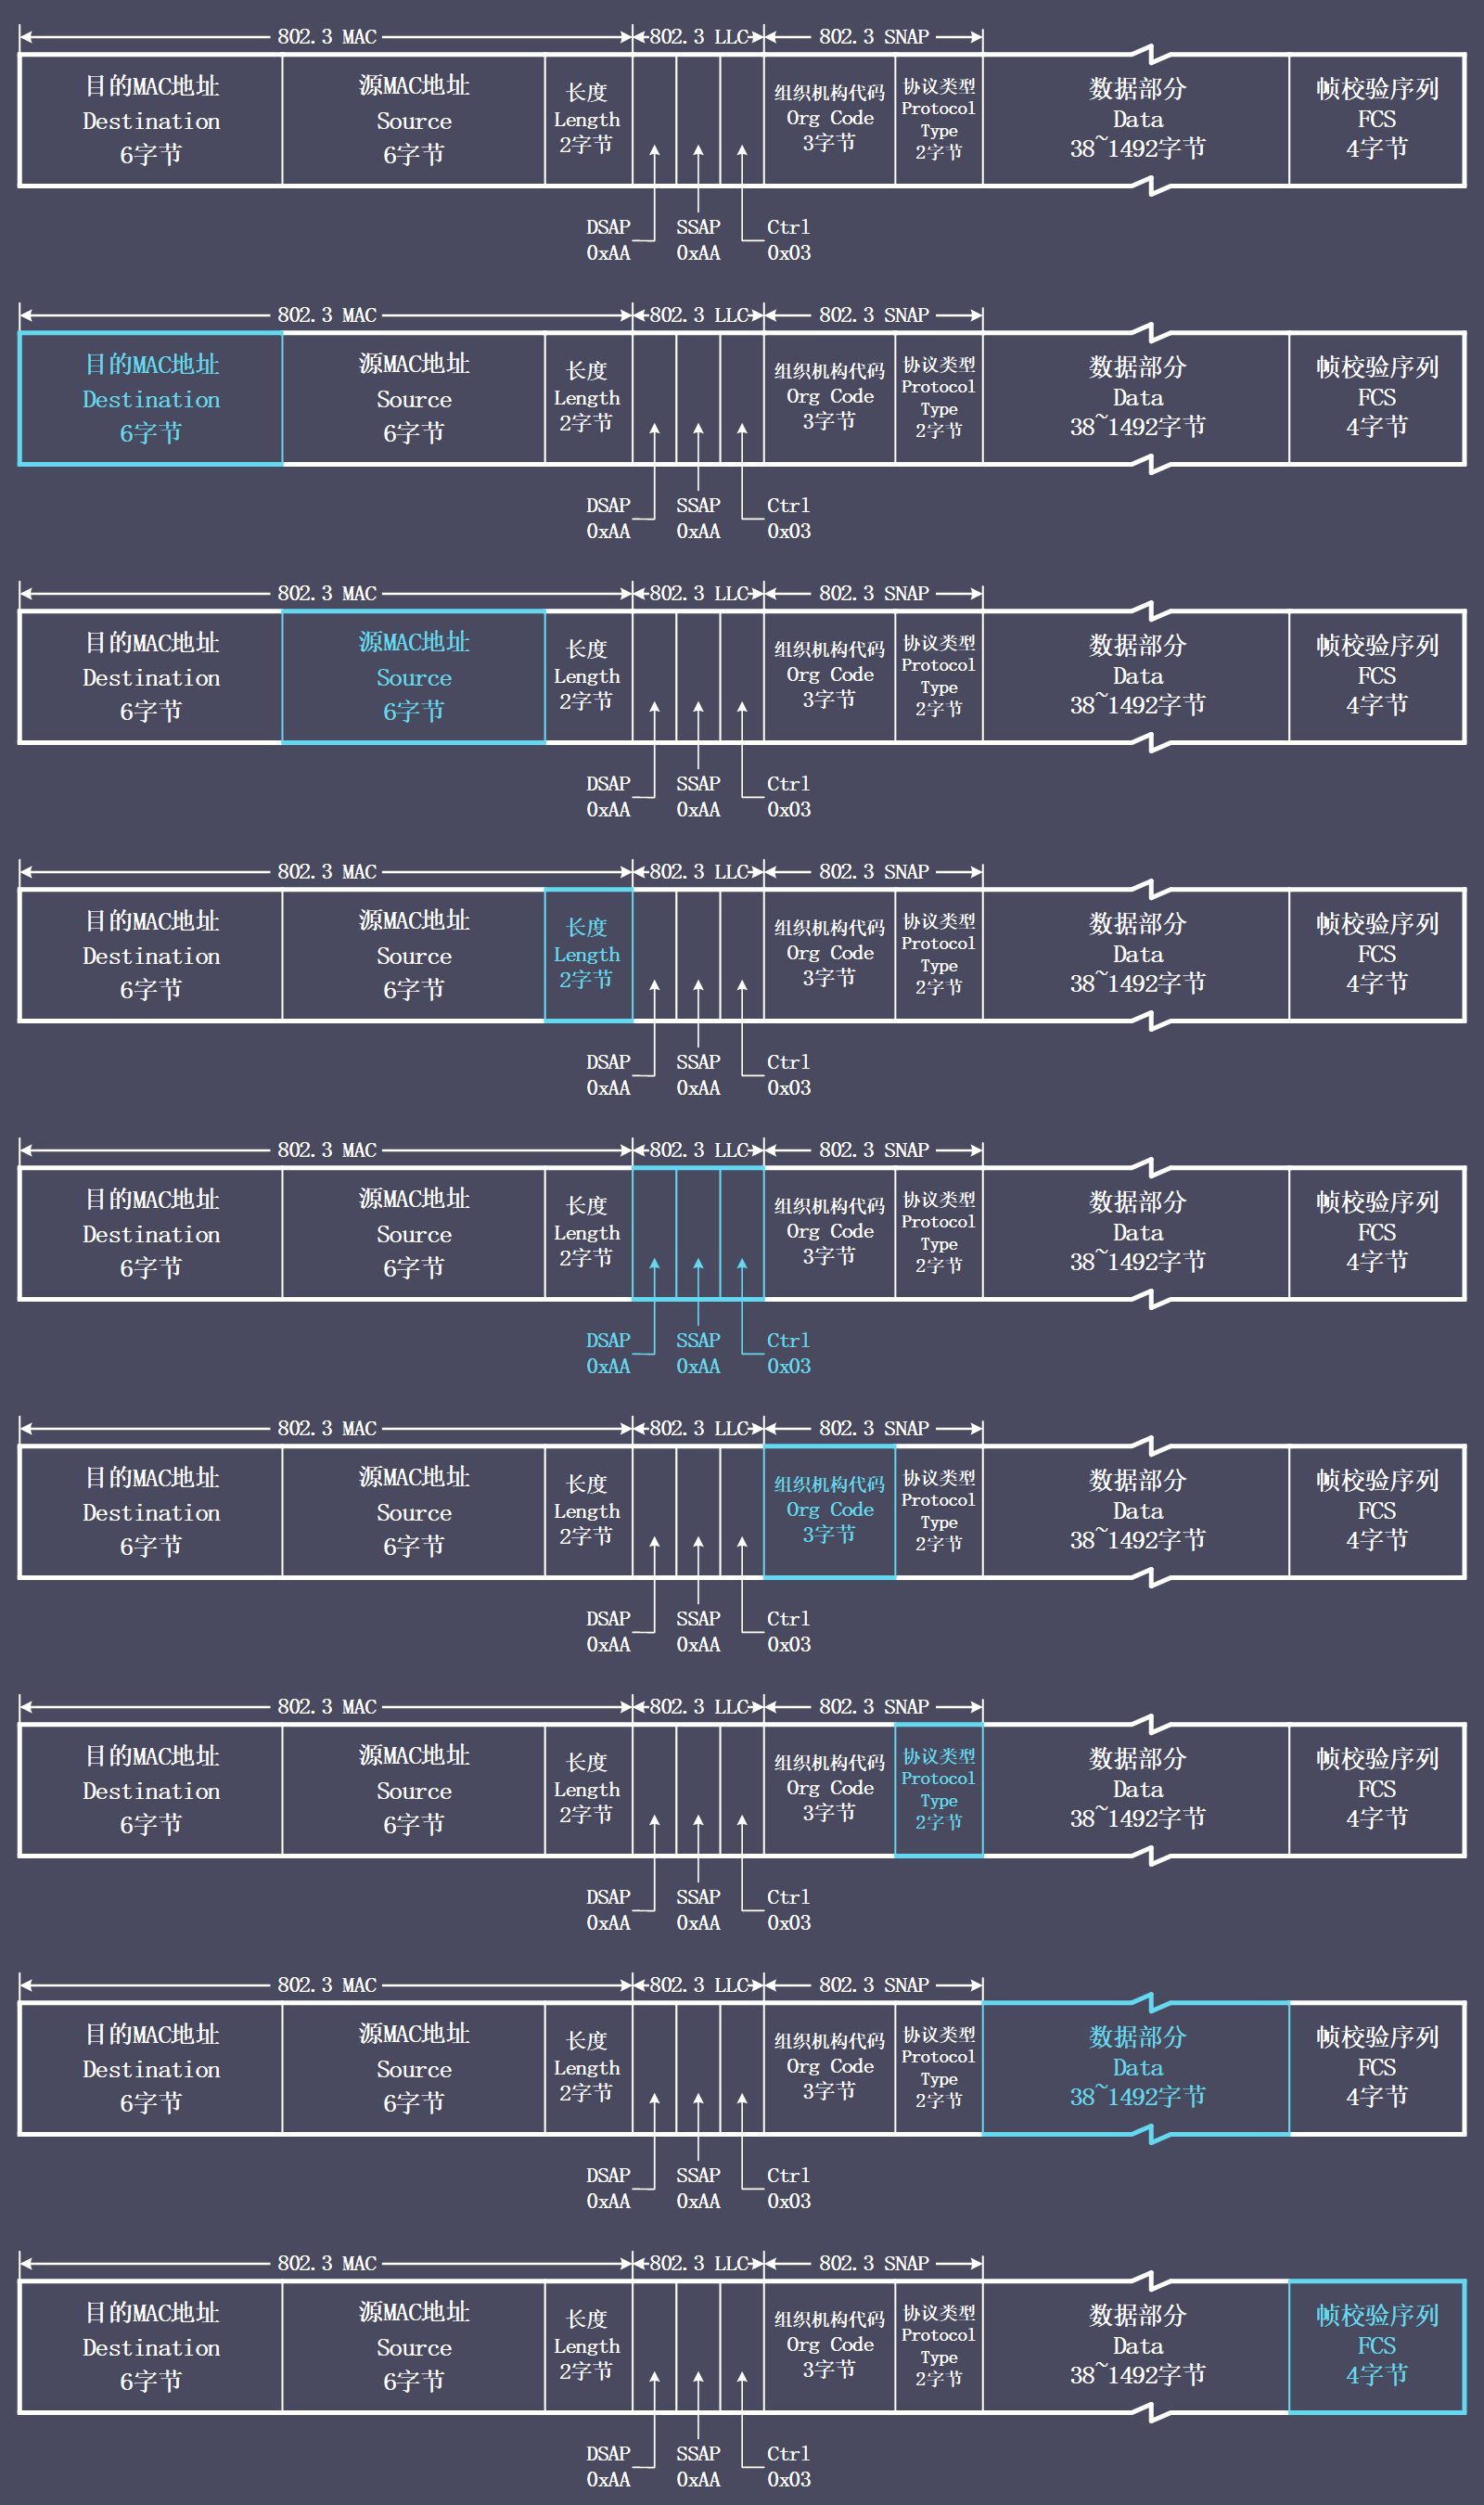 802.3 MAC 802.3 LLC 802.3 SNAP
目的MAC地址
Destination
6字节
源MAC地址
Source
6字节
长度
Length
2字节
组织机构代码
Org Code
3字节
协议类型
Protocol
Type
2字节
数据部分
Data
38~1492字节
帧校验序列
FCS
4字节
DSAP
0xAA
SSAP
0xAA
Ctrl
0x03
802.3 MAC 802.3 LLC 802.3 SNAP
目的MAC地址
Destination
6字节
源MAC地址
Source
6字节
长度
Length
2字节
组织机构代码
Org Code
3字节
协议类型
Protocol
Type
2字节
数据部分
Data
38~1492字节
帧校验序列
FCS
4字节
DSAP
0xAA
SSAP
0xAA
Ctrl
0x03
802.3 MAC 802.3 LLC 802.3 SNAP
目的MAC地址
Destination
6字节
源MAC地址
Source
6字节
长度
Length
2字节
组织机构代码
Org Code
3字节
协议类型
Protocol
Type
2字节
数据部分
Data
38~1492字节
帧校验序列
FCS
4字节
DSAP
0xAA
SSAP
0xAA
Ctrl
0x03
802.3 MAC 802.3 LLC 802.3 SNAP
目的MAC地址
Destination
6字节
源MAC地址
Source
6字节
长度
Length
2字节
组织机构代码
Org Code
3字节
协议类型
Protocol
Type
2字节
数据部分
Data
38~1492字节
帧校验序列
FCS
4字节
DSAP
0xAA
SSAP
0xAA
Ctrl
0x03
802.3 MAC 802.3 LLC 802.3 SNAP
目的MAC地址
Destination
6字节
源MAC地址
Source
6字节
长度
Length
2字节
组织机构代码
Org Code
3字节
协议类型
Protocol
Type
2字节
数据部分
Data
38~1492字节
帧校验序列
FCS
4字节
DSAP
0xAA
SSAP
0xAA
Ctrl
0x03
802.3 MAC 802.3 LLC 802.3 SNAP
目的MAC地址
Destination
6字节
源MAC地址
Source
6字节
长度
Length
2字节
组织机构代码
Org Code
3字节
协议类型
Protocol
Type
2字节
数据部分
Data
38~1492字节
帧校验序列
FCS
4字节
DSAP
0xAA
SSAP
0xAA
Ctrl
0x03
802.3 MAC 802.3 LLC 802.3 SNAP
目的MAC地址
Destination
6字节
源MAC地址
Source
6字节
长度
Length
2字节
组织机构代码
Org Code
3字节
协议类型
Protocol
Type
2字节
数据部分
Data
38~1492字节
帧校验序列
FCS
4字节
DSAP
0xAA
SSAP
0xAA
Ctrl
0x03
802.3 MAC 802.3 LLC 802.3 SNAP
目的MAC地址
Destination
6字节
源MAC地址
Source
6字节
长度
Length
2字节
组织机构代码
Org Code
3字节
协议类型
Protocol
Type
2字节
数据部分
Data
38~1492字节
帧校验序列
FCS
4字节
DSAP
0xAA
SSAP
0xAA
Ctrl
0x03
802.3 MAC 802.3 LLC 802.3 SNAP
目的MAC地址
Destination
6字节
源MAC地址
Source
6字节
长度
Length
2字节
组织机构代码
Org Code
3字节
协议类型
Protocol
Type
2字节
数据部分
Data
38~1492字节
帧校验序列
FCS
4字节
DSAP
0xAA
SSAP
0xAA
Ctrl
0x03